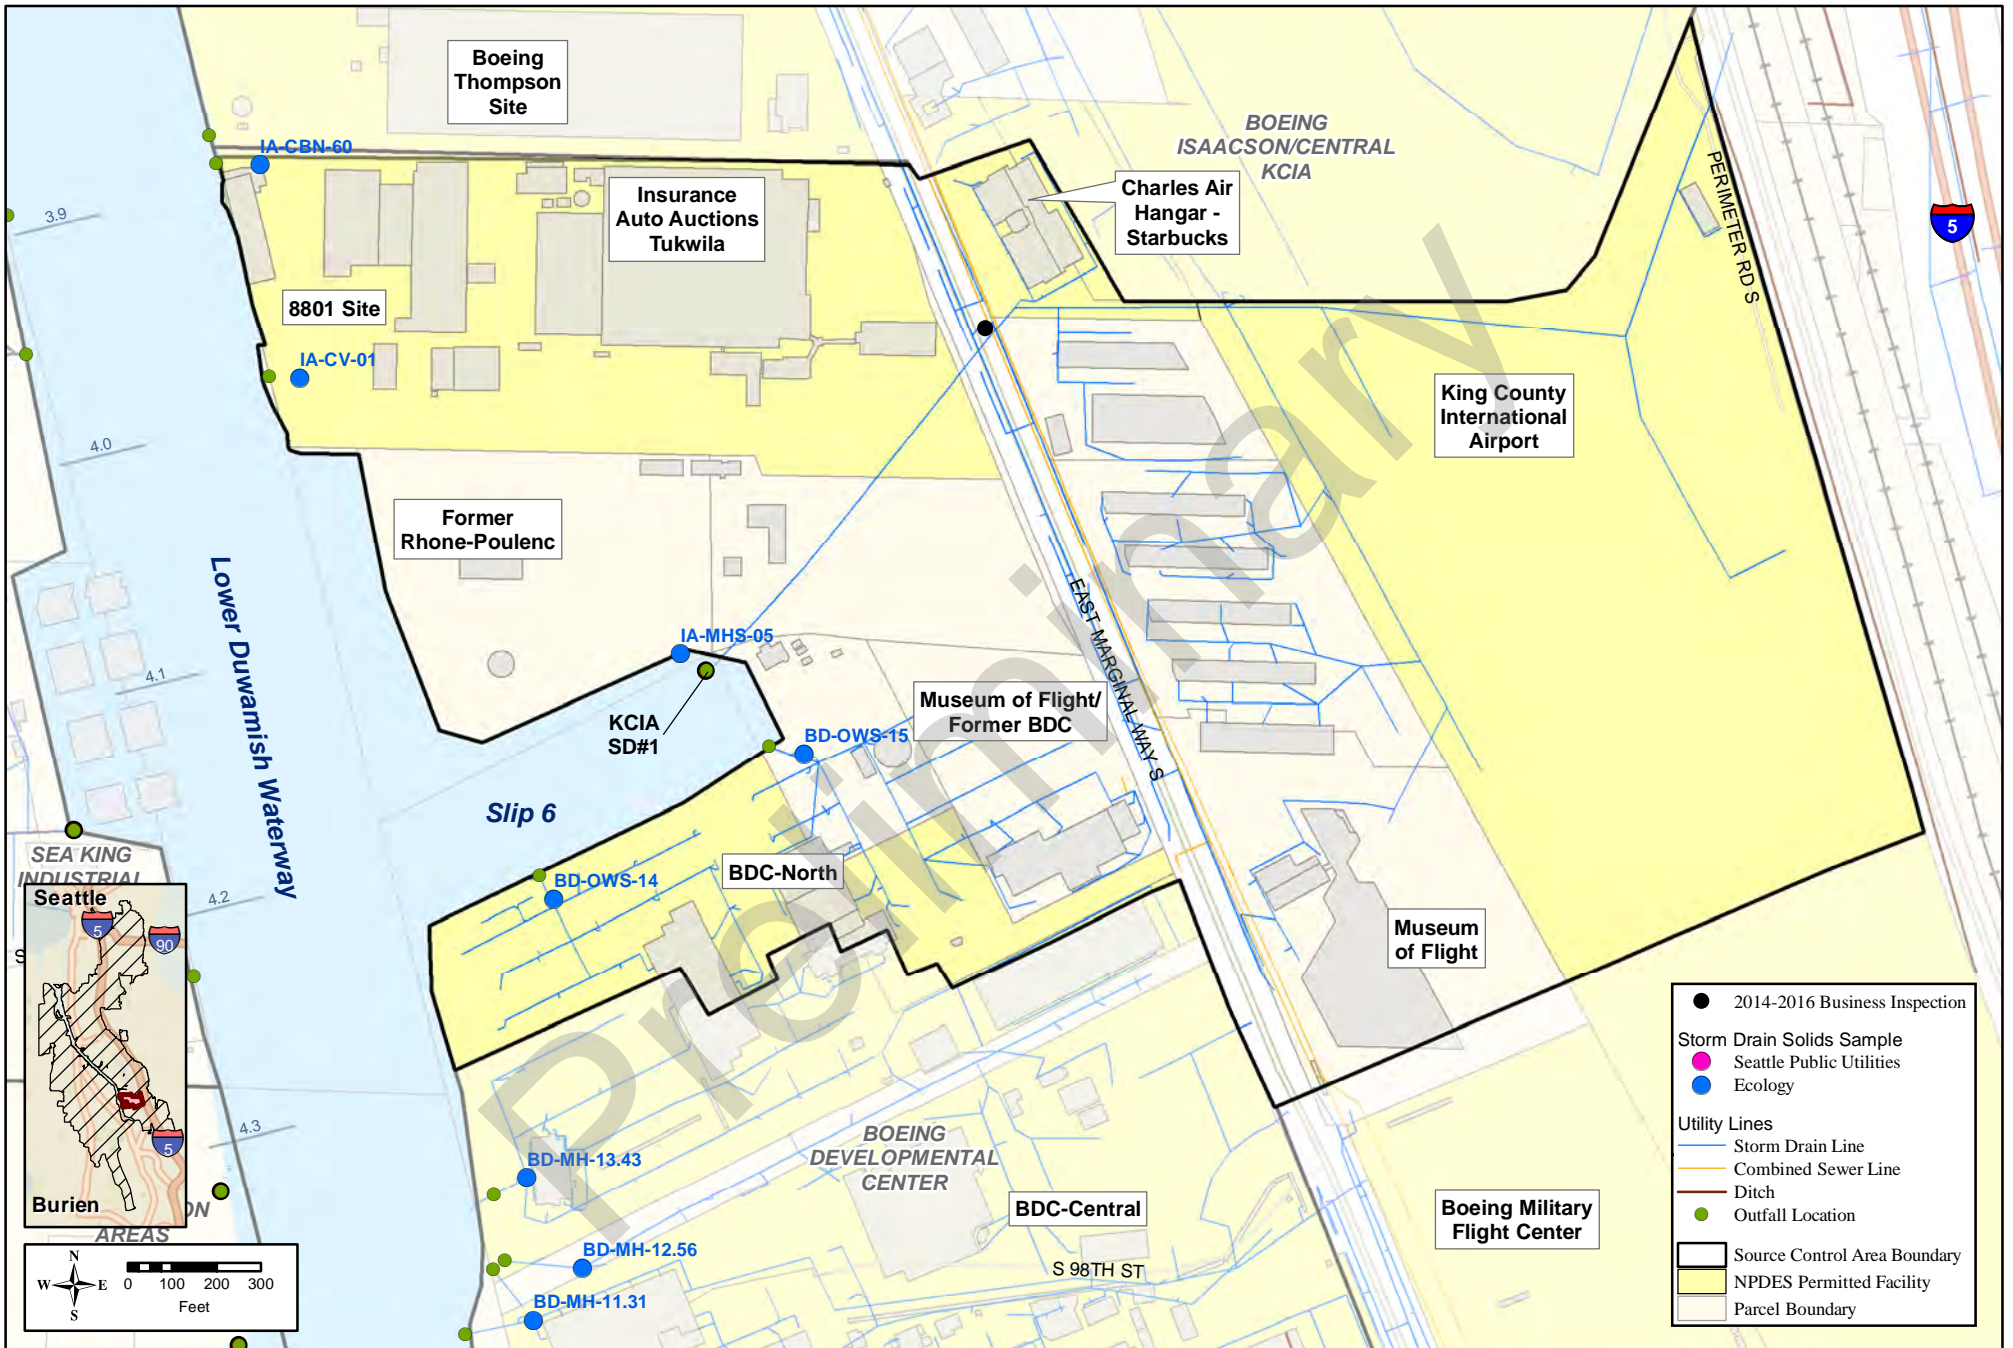 Boeing
Thompson
Site
IA-CBN-60
Insurance
Auto Auctions
Tukwila
BOEING
ISAACSON/CENTRAL
KCIA
Charles Air
Hangar -
Starbucks
PERIMETER RD S
5
3.9
8801 Site
IA-CV-01
King County
International
Airport
4.0
Former
Rhone-Poulenc
Lower Duwamish Waterway
EAST MARGINAL WAY S
IA-MHS-05
4.1
KCIA
SD#1
Museum of Flight/
Former BDC
BD-OWS-15
Slip 6
SEA KING
INDUSTRIAL
BDC-North
BD-OWS-14
4.2
Museum
of Flight
S
Seattle
5
90
5
Burien
ON
AREAS
4.3
BOEING
DEVELOPMENTAL
CENTER
BD-MH-13.43
BDC-Central
Boeing Military
Flight Center
BD-MH-12.56
S 98TH ST
BD-MH-11.31
N
W E
S
0 100 200 300
Feet
2014-2016 Business Inspection
Storm Drain Solids Sample
Seattle Public Utilities
Ecology
Utility Lines
Storm Drain Line
Combined Sewer Line
Ditch
Outfall Location
Source Control Area Boundary
NPDES Permitted Facility
Parcel Boundary
Preliminary